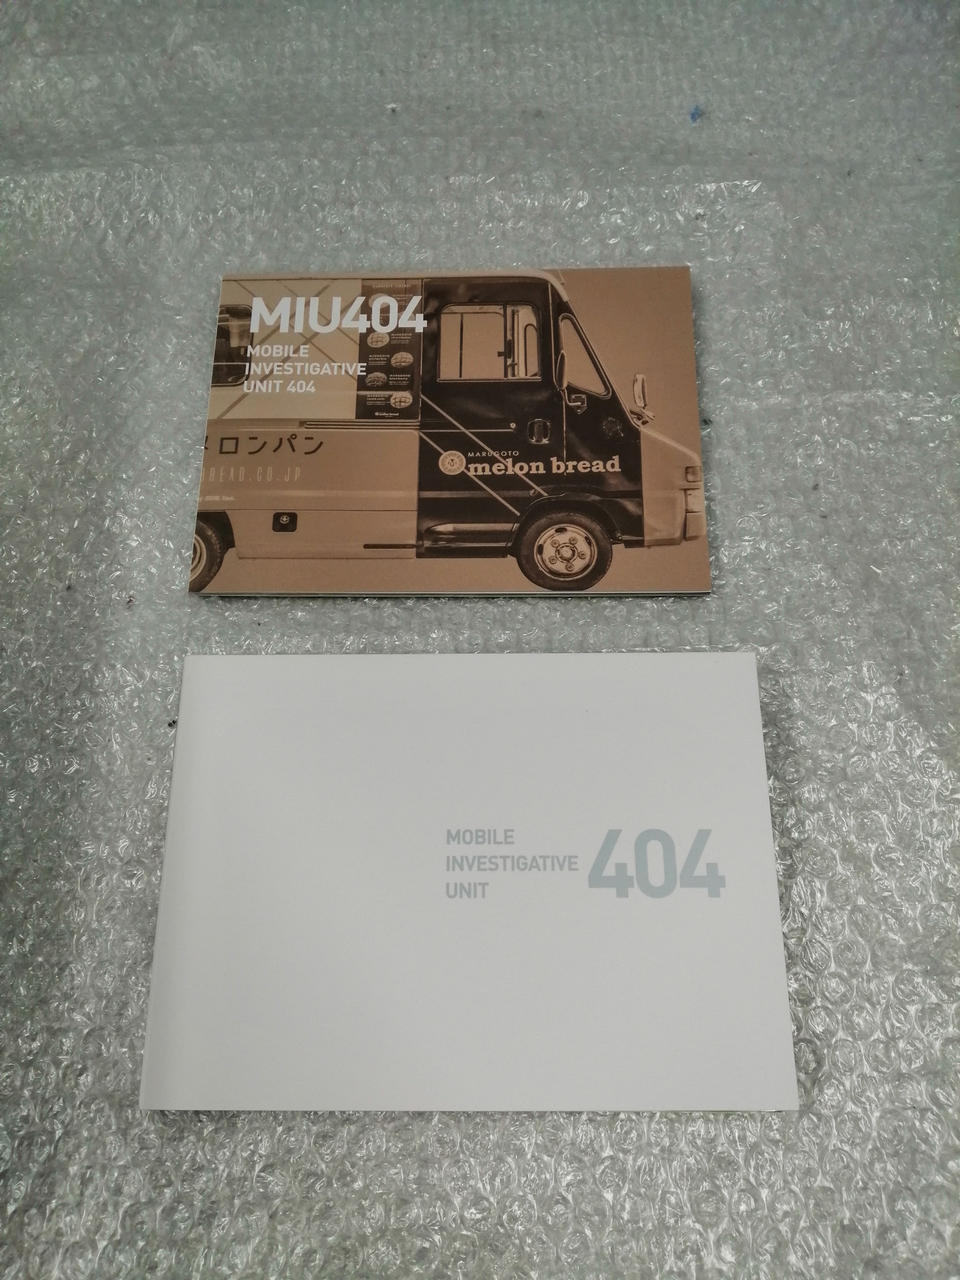 MIU404
MOBILE
INVESTIGATIVE
UNIT 404
メロンパン
BREAD.CO.JP
MARUGOTO
melon bread
MOBILE
INVESTIGATIVE
UNIT
404